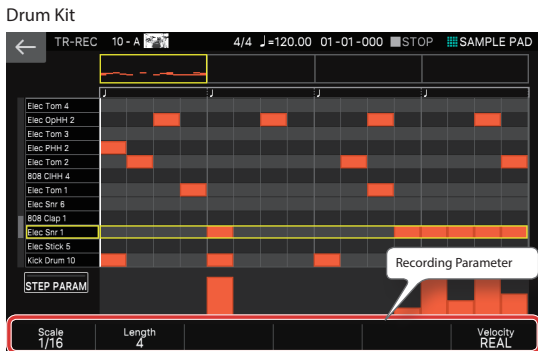 Drum Kit
TR-REC 10 - A 4/4 ♩=120.00 01-01-000 STOP SAMPLE PAD
Elec Tom 4
Elec OpHH 2
Elec Tom 3
Elec PHH 2
Elec Tom 2
808 ClHH 4
Elec Tom 1
Elec Snr 6
808 Clap 1
Elec Snr 1
Elec Stick 5
Kick Drum 10
Recording Parameter
STEP PARAM
Scale Length Velocity
1/16 4 REAL